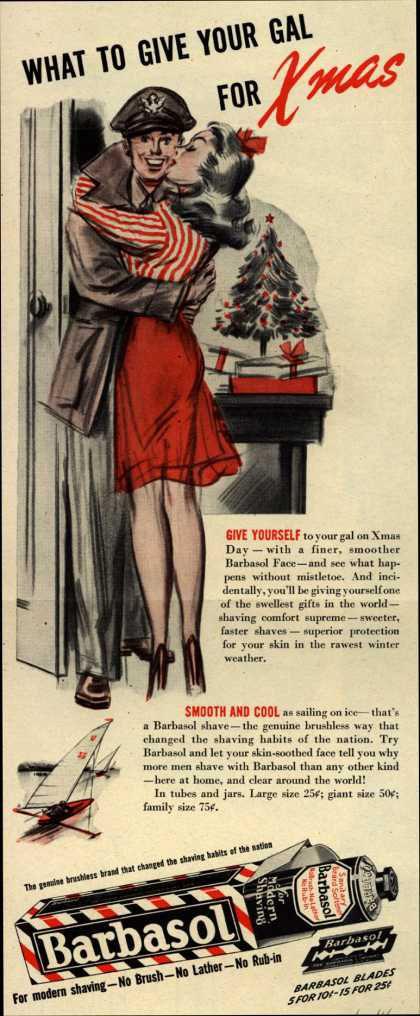 WHAT TO GIVE YOUR GAL
FOR Xmas
GIVE YOURSELF to your gal on Xmas
Day — with a finer, smoother
Barbasol Face — and see what hap-
pens without mistletoe. And inci-
dentally, you'll be giving yourself one
of the swellest gifts in the world —
shaving comfort supreme — sweeter,
faster shaves — superior protection
for your skin in the rawest winter
weather.
SMOOTH AND COOL as sailing on ice — that's
a Barbasol shave — the genuine brushless way that
changed the shaving habits of the nation. Try
Barbasol and let your skin-soothed face tell you why
more men shave with Barbasol than any other kind
— here at home, and clear around the world!
In tubes and jars. Large size 25¢; giant size 50¢;
family size 75¢.
The genuine brushless brand that changed the shaving habits of the nation
Barbasol
For Modern Shaving
Barbasol
No Brush-No Lather
No Rub-in
Barbasol
For modern shaving — No Brush — No Lather — No Rub-in
BARBASOL BLADES
5 FOR 10¢ - 15 FOR 25¢